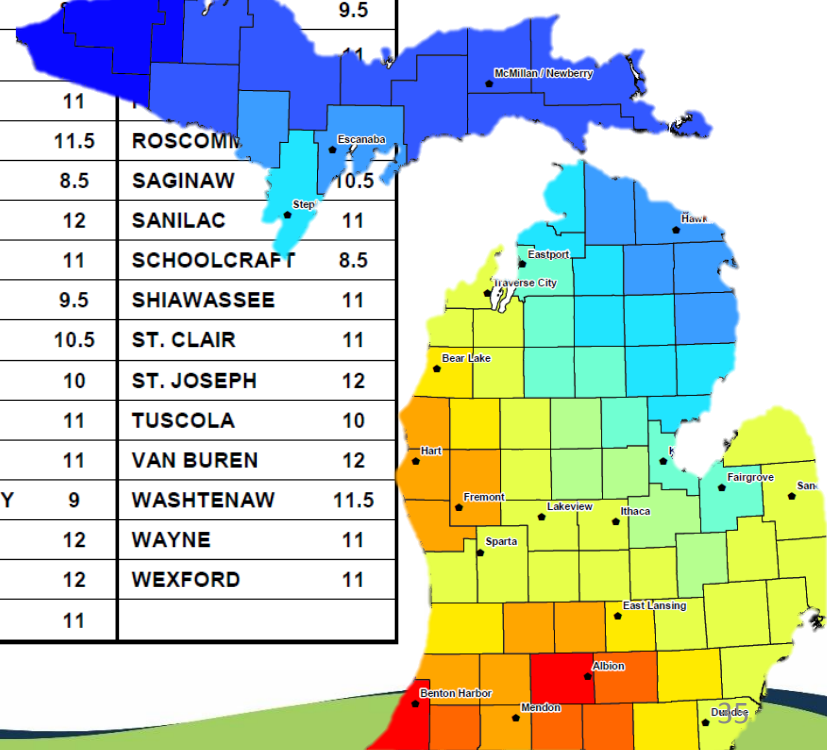 9.5
11
11
11.5 ROSCOMM
8.5 SAGINAW 10.5
12 SANILAC 11
11 SCHOOLCRAFT 8.5
9.5 SHIAWASSEE 11
10.5 ST. CLAIR 11
10 ST. JOSEPH 12
11 TUSCOLA 10
11 VAN BUREN 12
Y 9 WASHTENAW 11.5
12 WAYNE 11
12 WEXFORD 11
11
McMillan / Newberry
Escanaba
Step
Hawk
Eastport
Traverse City
Bear Lake
Hart
K
Fairgrove
San
Fremont
Lakeview
Ithaca
Sparta
East Lansing
Albion
Benton Harbor
Mendon
Dundee
35